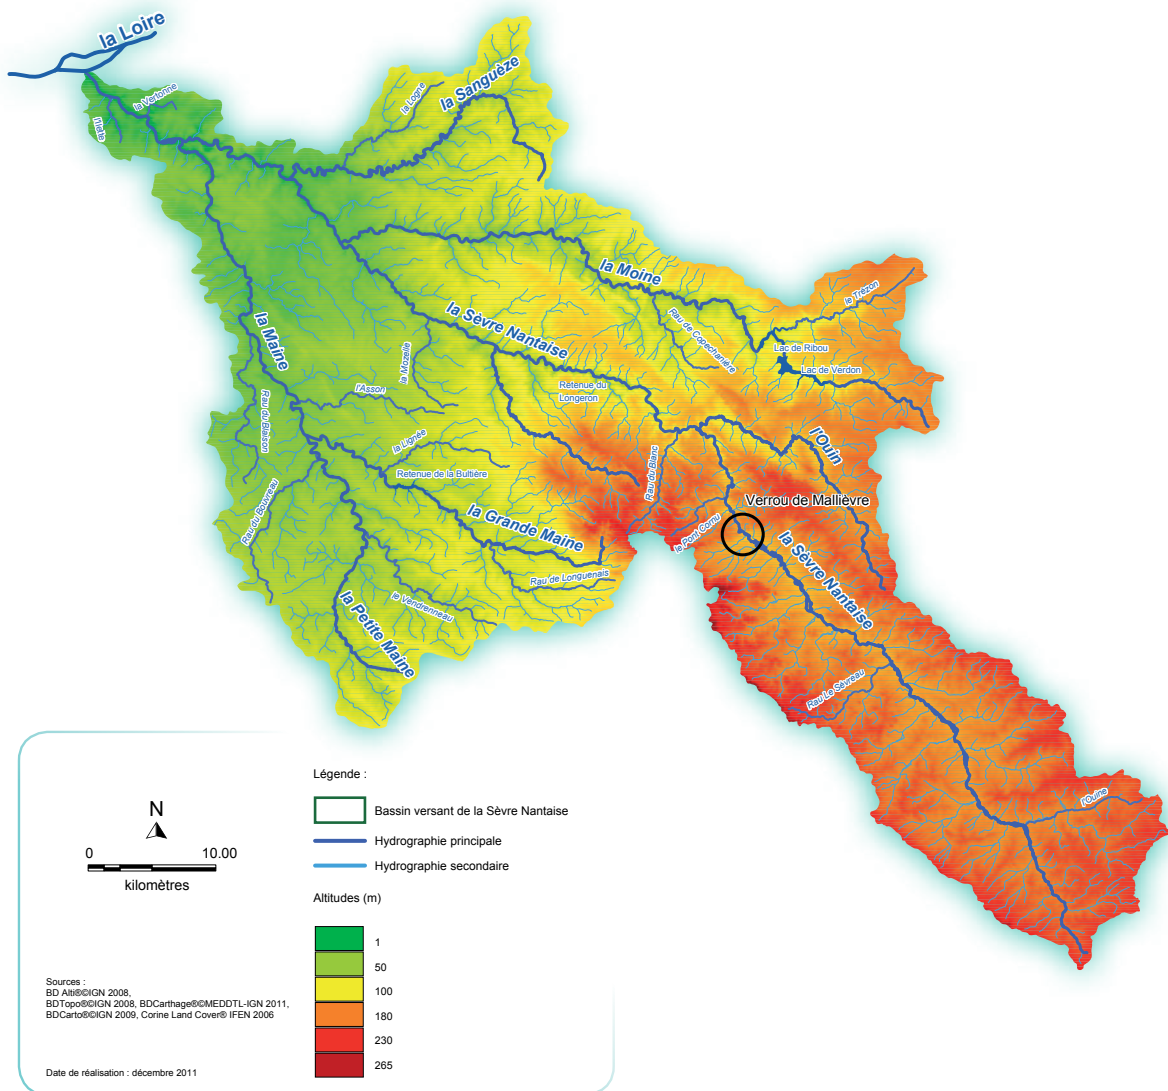 la Loire
la Vertonne
l'Ilette
la Logne
la Sanguèze
la Moine
le Trézon
Rau de Copechanière
Lac de Ribou
Lac de Verdon
la Sèvre Nantaise
la Maine
la Mozelle
l'Asson
Retenue du
Longeron
Rau du Blaison
la Lignée
Retenue de la Bultière
Rau du Blanc
l'Ouin
Verrou de Mallièvre
Rau du Bouvreau
la Grande Maine
le Pont Cornu
la Sèvre Nantaise
Rau de Longuenais
le Vendrenneau
la Petite Maine
Rau Le Sèvreau
l'Ouine
Légende :
Bassin versant de la Sèvre Nantaise
Hydrographie principale
Hydrographie secondaire
N
0 10.00
kilomètres
Altitudes (m)
1
50
100
180
230
265
Sources :
BD Alti®©IGN 2008,
BDTopo®©IGN 2008, BDCarthage®©MEDDTL-IGN 2011,
BDCarto®©IGN 2009, Corine Land Cover® IFEN 2006
Date de réalisation : décembre 2011